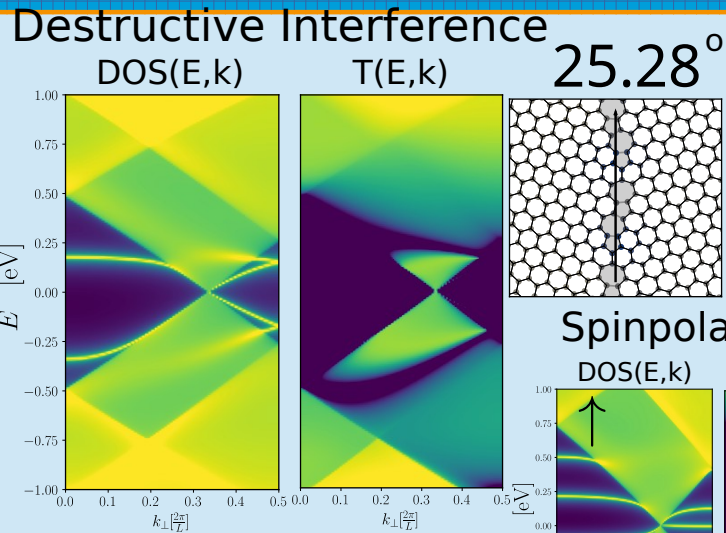 Destructive Interference
25.28°
DOS(E,k)
T(E,k)
1.00
0.75
0.50
0.25
0.00
−0.25
−0.50
−0.75
−1.00
E [eV]
0.0 0.1 0.2 0.3 0.4 0.5
k⊥[2π/L]
0.0 0.1 0.2 0.3 0.4 0.5
k⊥[2π/L]
Spinpola
DOS(E,k)
1.00
0.75
0.50
0.25
0.00
[eV]